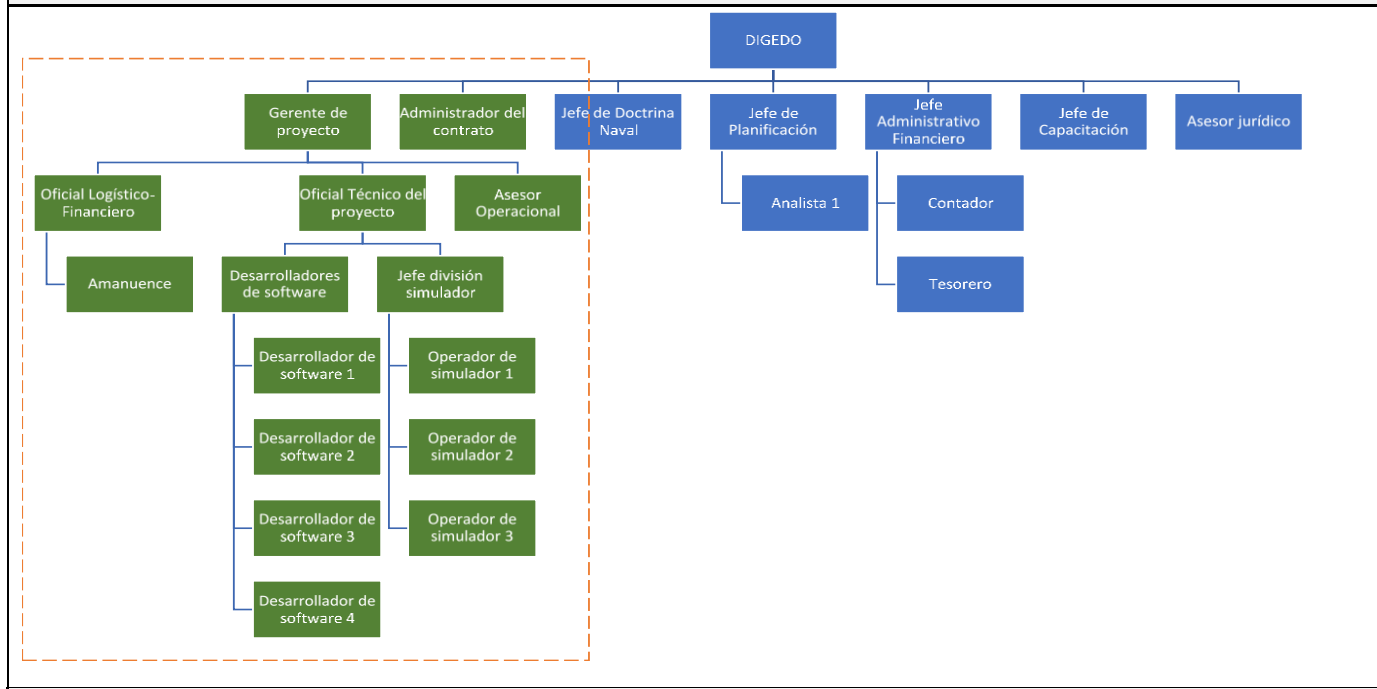 DIGEDO
Gerente de
proyecto
Administrador del
contrato
Jefe de Doctrina
Naval
Jefe de
Planificación
Jefe
Administrativo
Financiero
Jefe de
Capacitación
Asesor jurídico
Oficial Logístico-
Financiero
Oficial Técnico del
proyecto
Asesor
Operacional
Analista 1
Contador
Amanuence
Desarrolladores
de software
Jefe división
simulador
Tesorero
Desarrollador de
software 1
Operador de
simulador 1
Desarrollador de
software 2
Operador de
simulador 2
Desarrollador de
software 3
Operador de
simulador 3
Desarrollador de
software 4